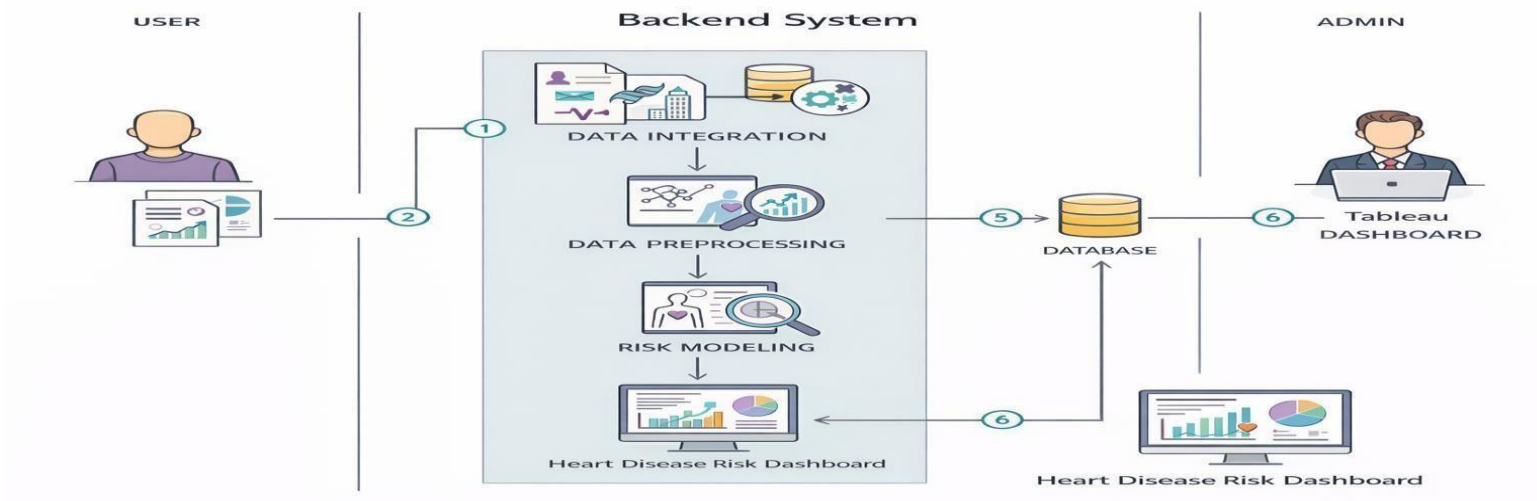 USER
Backend System
ADMIN
1
DATA INTEGRATION
2
DATA PREPROCESSING
5
DATABASE
6
Tableau
DASHBOARD
RISK MODELING
6
Heart Disease Risk Dashboard
Heart Disease Risk Dashboard